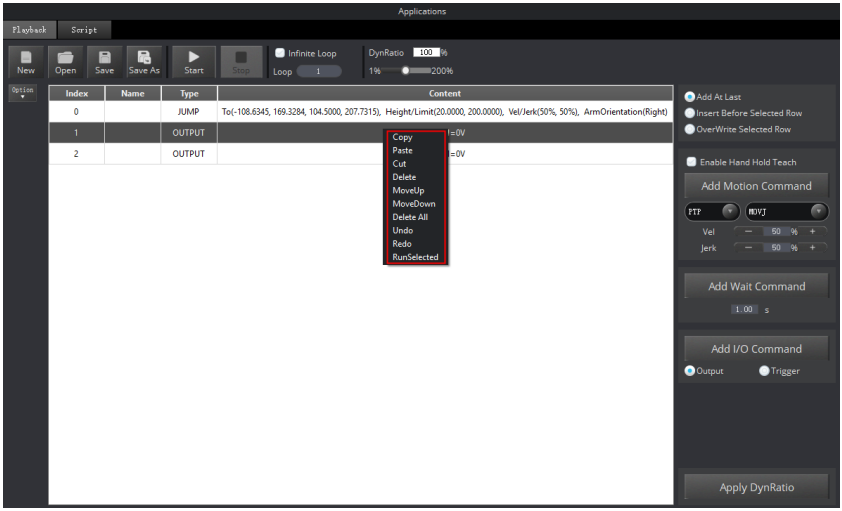 Applications
Playback Script
New Open Save Save As Start Stop Infinite Loop Loop 1 DynRatio 100 % 1% 200%
Option
Index Name Type Content
0 JUMP To(-108.6345, 169.3284, 104.5000, 207.7315), Height/Limit(20.0000, 200.0000), Vel/Jerk(50%, 50%), ArmOrientation(Right)
1 OUTPUT =0V
2 OUTPUT =0V
Copy
Paste
Cut
Delete
MoveUp
MoveDown
Delete All
Undo
Redo
RunSelected
Add At Last
Insert Before Selected Row
OverWrite Selected Row
Enable Hand Hold Teach
Add Motion Command
PTP MOVJ
Vel — 50 % +
Jerk — 50 % +
Add Wait Command
1.00 s
Add I/O Command
Output Trigger
Apply DynRatio